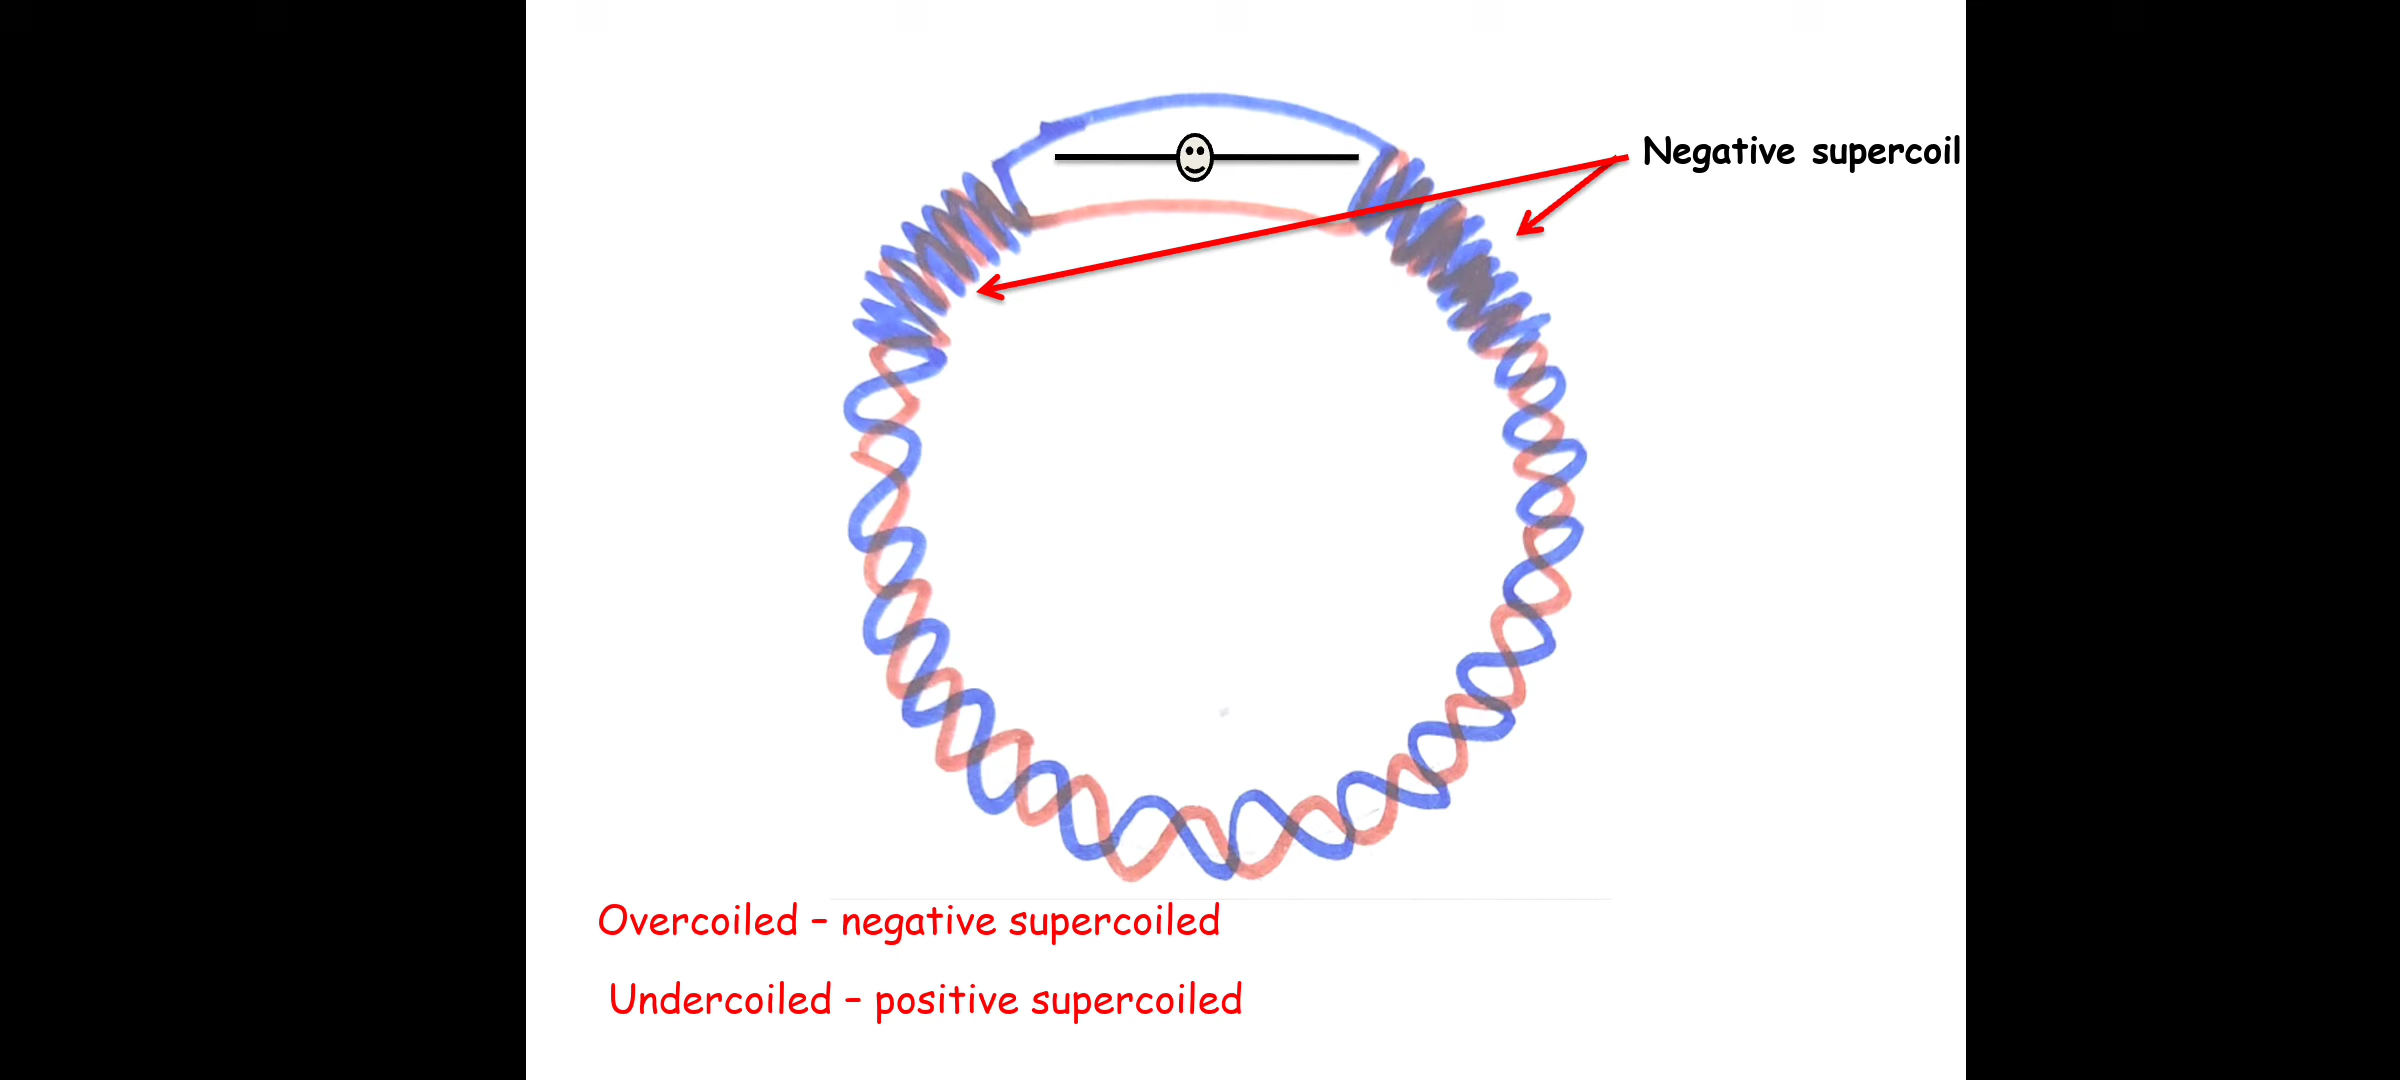 Negative supercoil
Overcoiled – negative supercoiled
Undercoiled – positive supercoiled